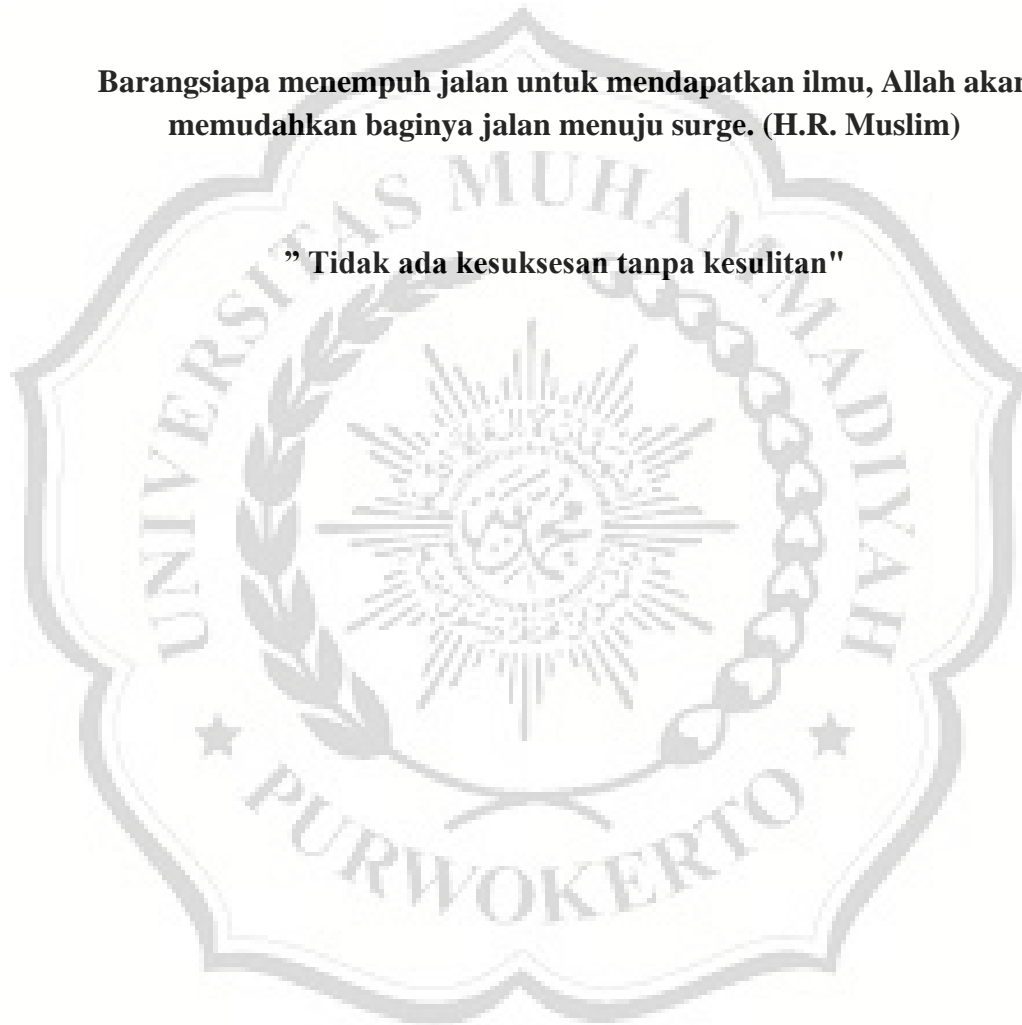 Barangsiapa menempuh jalan untuk mendapatkan ilmu, Allah akan
memudahkan baginya jalan menuju surge. (H.R. Muslim)
” Tidak ada kesuksesan tanpa kesulitan"
UNIVERSITAS MUHAMMADIYAH
PURWOKERTO